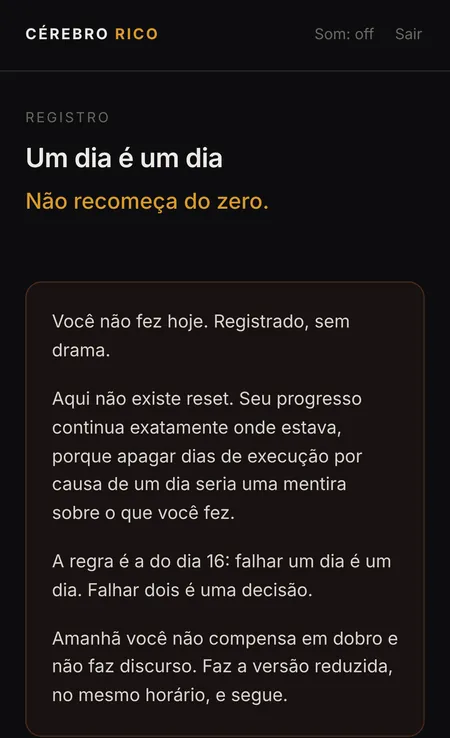 CÉREBRO RICO
Som: off Sair
REGISTRO
Um dia é um dia
Não recomeça do zero.
Você não fez hoje. Registrado, sem
drama.
Aqui não existe reset. Seu progresso
continua exatamente onde estava,
porque apagar dias de execução por
causa de um dia seria uma mentira
sobre o que você fez.
A regra é a do dia 16: falhar um dia é um
dia. Falhar dois é uma decisão.
Amanhã você não compensa em dobro e
não faz discurso. Faz a versão reduzida,
no mesmo horário, e segue.